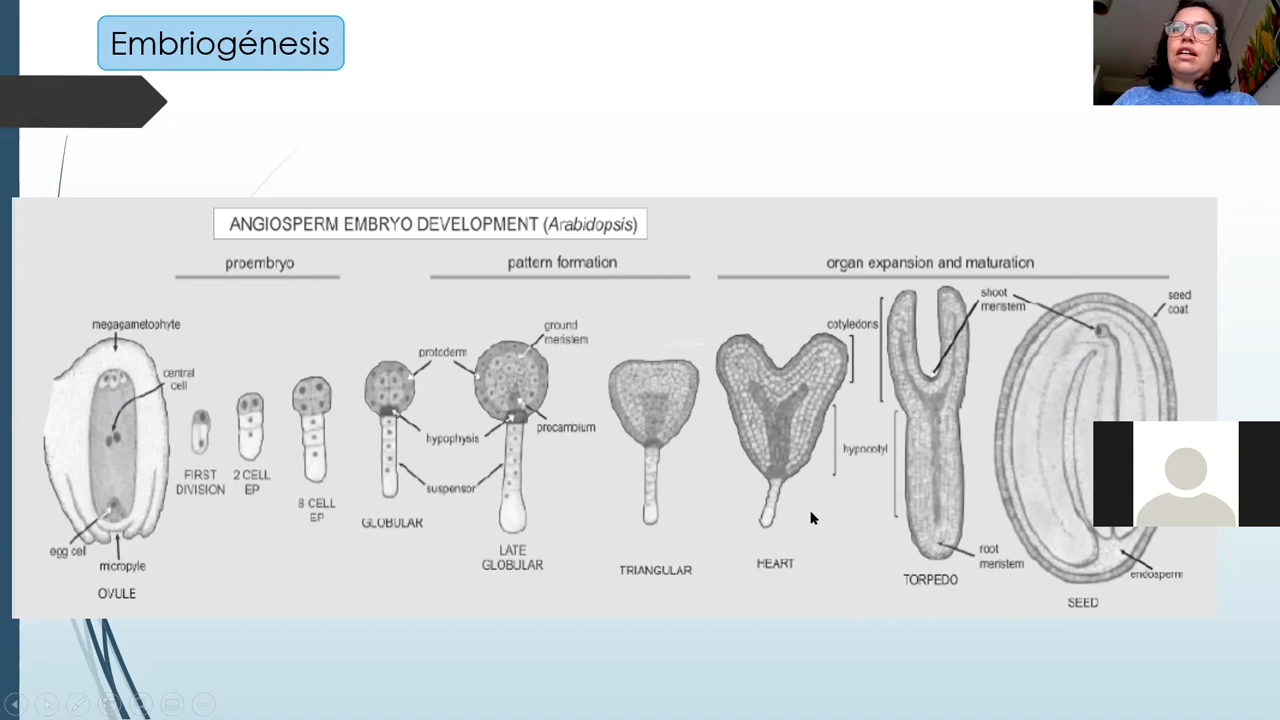 Embriogénesis
ANGIOSPERM EMBRYO DEVELOPMENT (Arabidopsis)
proembryo
pattern formation
organ expansion and maturation
megagametophyte
central
cell
egg cell
micropyle
OVULE
FIRST
DIVISION
2 CELL
EP
8 CELL
EP
protoderm
hypophysis
suspensor
GLOBULAR
ground
meristem
procambium
LATE
GLOBULAR
TRIANGULAR
HEART
cotyledons
hypocotyl
shoot
meristem
root
meristem
TORPEDO
seed
coat
endosperm
SEED